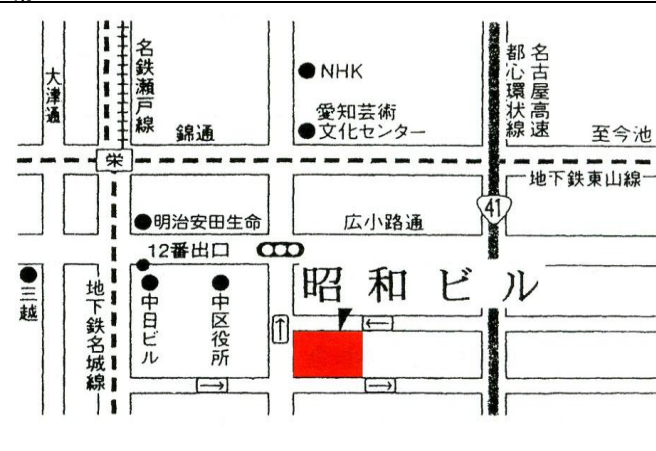 大津通
名鉄瀬戸線
NHK
愛知芸術
文化センター
名古屋高速
都心環状線
錦通
至今池
栄
地下鉄東山線
41
明治安田生命
広小路通
12番出口
昭和ビル
三越
地下鉄名城線
中日ビル
中区役所
↑
←
→
→